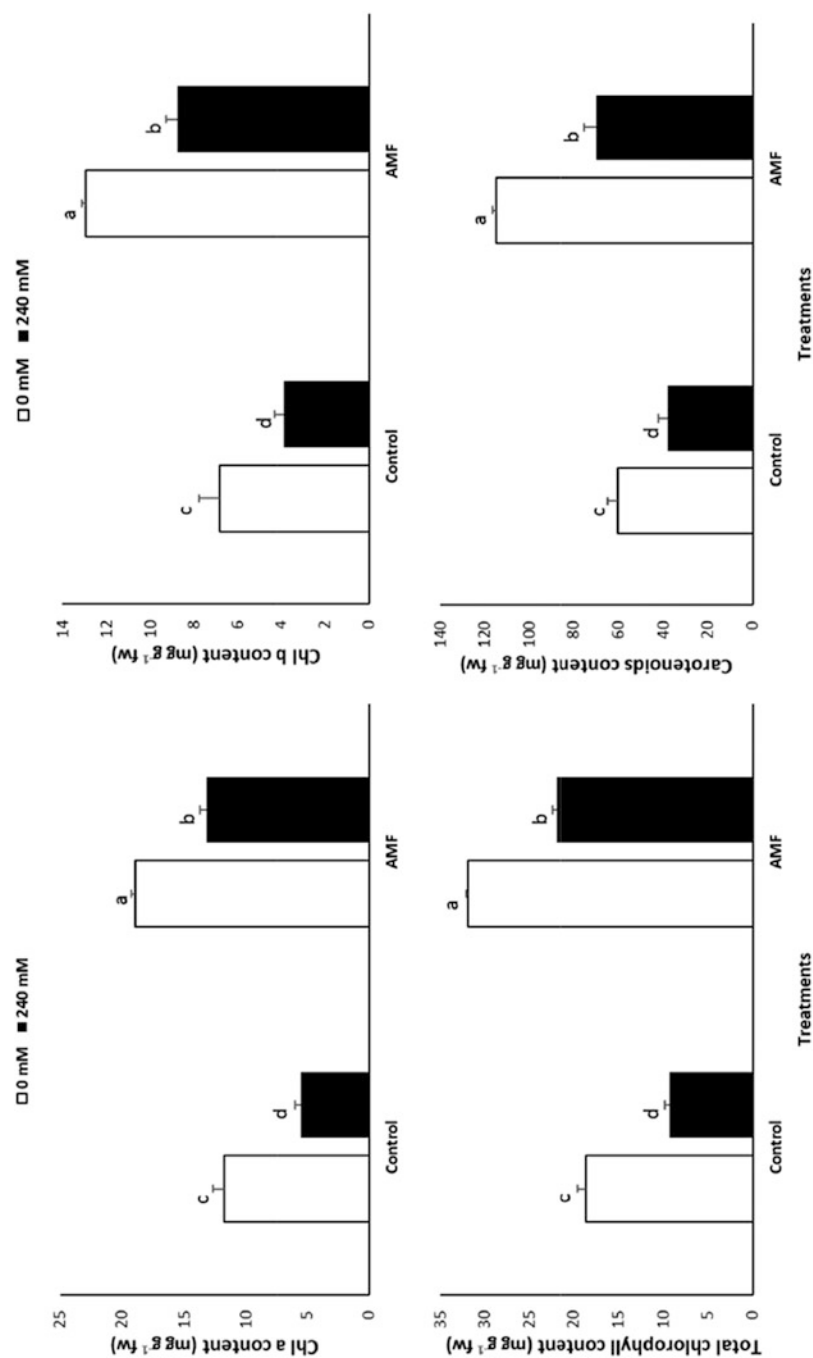 □ 0 mM ■ 240 mM
Chl a content (mg g⁻¹ fw)
25
20
15
10
5
0
c
d
a
b
Control
AMF
□ 0 mM ■ 240 mM
Chl b content (mg g⁻¹ fw)
14
12
10
8
6
4
2
0
c
d
a
b
Control
AMF
Total chlorophyll content (mg g⁻¹ fw)
35
30
25
20
15
10
5
0
c
d
a
b
Control
AMF
Treatments
Carotenoids content (mg g⁻¹ fw)
140
120
100
80
60
40
20
0
c
d
a
b
Control
AMF
Treatments